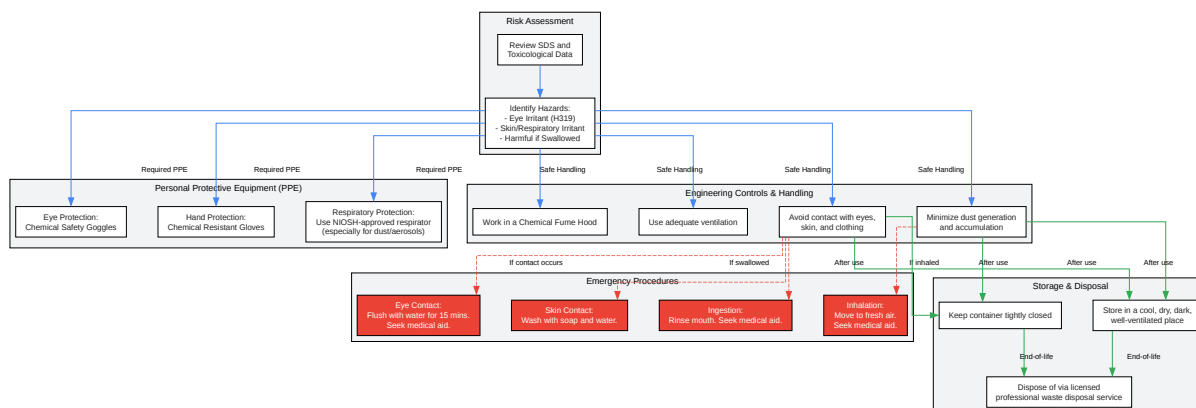 Risk Assessment
Review SDS and
Toxicological Data
Identify Hazards:
- Eye Irritant (H319)
- Skin/Respiratory Irritant
- Harmful if Swallowed
Required PPE
Required PPE
Required PPE
Safe Handling
Safe Handling
Safe Handling
Safe Handling
Personal Protective Equipment (PPE)
Eye Protection:
Chemical Safety Goggles
Hand Protection:
Chemical Resistant Gloves
Respiratory Protection:
Use NIOSH-approved respirator
(especially for dust/aerosols)
Engineering Controls & Handling
Work in a Chemical Fume Hood
Use adequate ventilation
Avoid contact with eyes,
skin, and clothing
Minimize dust generation
and accumulation
If contact occurs
If swallowed
After use
If inhaled
After use
After use
After use
Emergency Procedures
Eye Contact:
Flush with water for 15 mins.
Seek medical aid.
Skin Contact:
Wash with soap and water.
Ingestion:
Rinse mouth. Seek medical aid.
Inhalation:
Move to fresh air.
Seek medical aid.
Storage & Disposal
Keep container tightly closed
Store in a cool, dry, dark,
well-ventilated place
End-of-life
End-of-life
Dispose of via licensed
professional waste disposal service